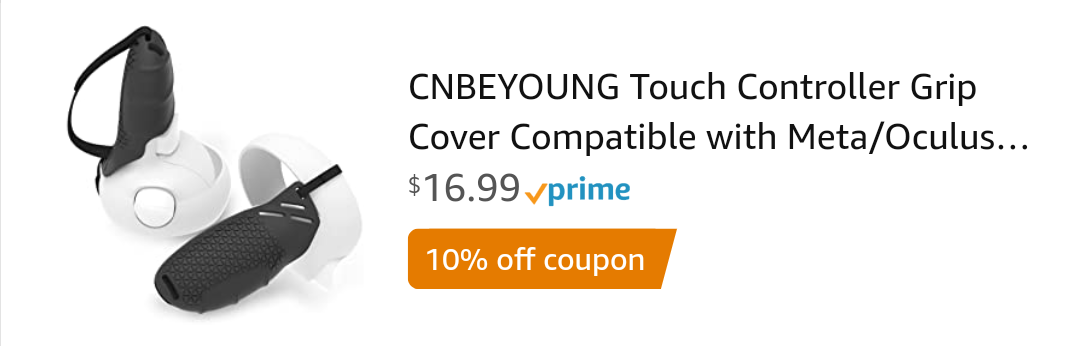 CNBEYOUNG Touch Controller Grip
Cover Compatible with Meta/Oculus...
$16.99 prime
10% off coupon